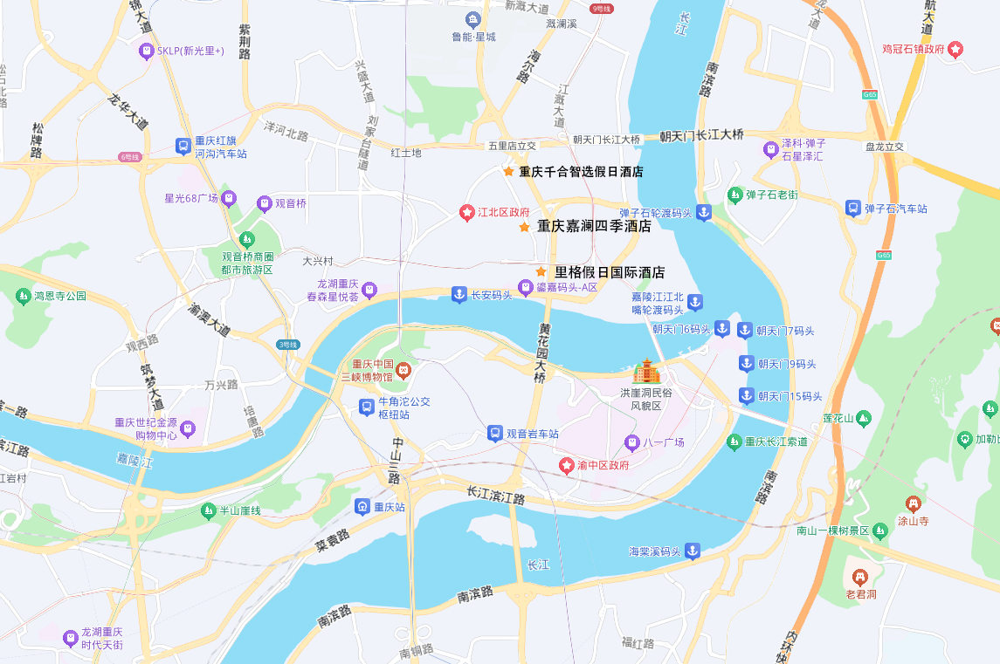 锦大道
紫荆路
SKLP(新光里+)
新溉大道
9号线
溉澜溪
鲁能·星城
长江
龙大道
航大道
鸡冠石镇政府
海尔路
南滨路
兴盛大道
江溉大道
G65
松石北路
龙华大道
松牌路
洋河北路
刘家台隧道
五里店立交
朝天门长江大桥
朝天门长江大桥
盘龙立交
重庆红旗
河沟汽车站
6号线
红土地
泽科·弹子
石星泽汇
重庆千合智选假日酒店
星光68广场
观音桥
江北区政府
弹子石轮渡码头
弹子石老街
弹子石汽车站
重庆嘉澜四季酒店
观音桥商圈
都市旅游区
大兴村
G65
里格假日国际酒店
鸿恩寺公园
龙湖重庆
春森星悦荟
长安码头
鎏嘉码头-A区
嘉陵江江北
嘴轮渡码头
渝澳大道
观西路
3号线
朝天门6码头
朝天门7码头
黄花园大桥
朝天门9码头
筑梦大道
万兴路
重庆中国
三峡博物馆
洪崖洞民俗
风貌区
朝天门15码头
滨一路
培唐路
牛角沱公交
枢纽站
莲花山
重庆世纪金源
购物中心
观音岩车站
八一广场
重庆长江索道
加勒比
滨江路
嘉陵江
中山三路
渝中区政府
江岩村
长江滨江路
南滨路
半山崖线
重庆站
涂山寺
菜袁路
南山一棵树景区
海棠溪码头
长江
老君洞
南滨路
南滨路
龙湖重庆
时代天街
南铜路
福红路
内环快